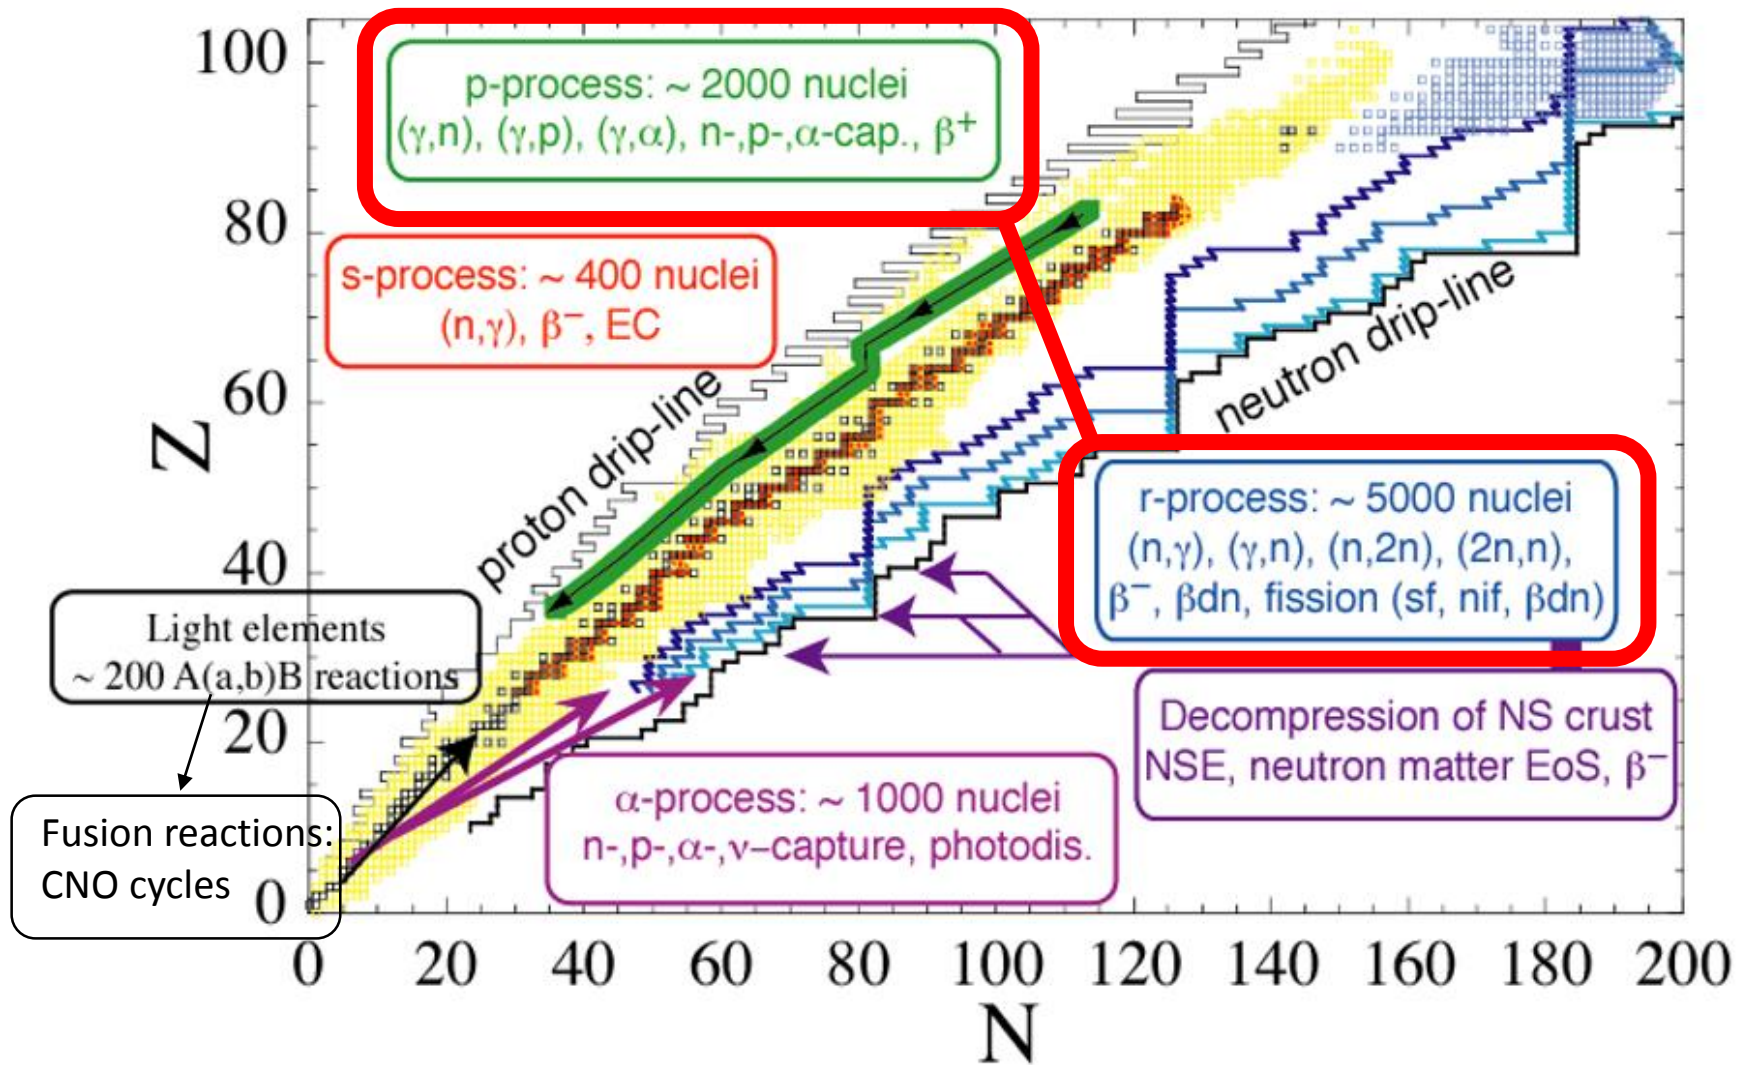 100
80
60
40
20
0
Z
p-process: ~ 2000 nuclei
(γ,n), (γ,p), (γ,α), n-,p-,α-cap., β⁺
s-process: ~ 400 nuclei
(n,γ), β⁻, EC
proton drip-line
neutron drip-line
r-process: ~ 5000 nuclei
(n,γ), (γ,n), (n,2n), (2n,n),
β⁻, βdn, fission (sf, nif, βdn)
Light elements
~ 200 A(a,b)B reactions
Decompression of NS crust
NSE, neutron matter EoS, β⁻
α-process: ~ 1000 nuclei
n-,p-,α-,ν–capture, photodis.
Fusion reactions:
CNO cycles
0 20 40 60 80 100 120 140 160 180 200
N